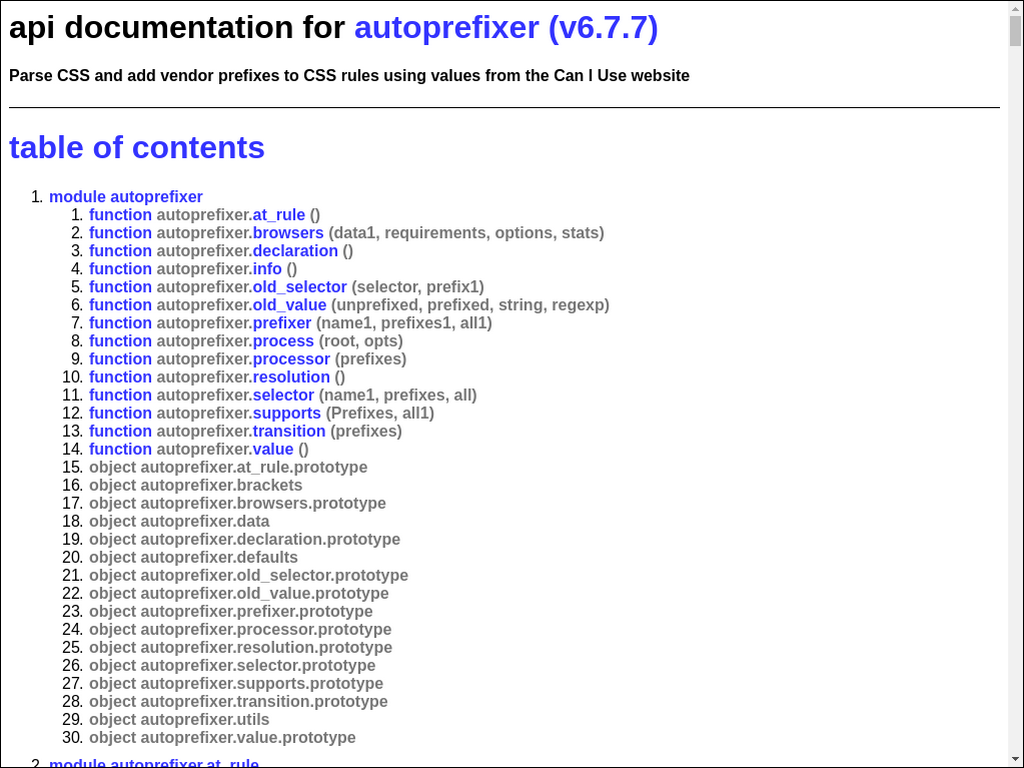 api documentation for autoprefixer (v6.7.7)
Parse CSS and add vendor prefixes to CSS rules using values from the Can I Use website
table of contents
1. module autoprefixer
1. function autoprefixer.at_rule ()
2. function autoprefixer.browsers (data1, requirements, options, stats)
3. function autoprefixer.declaration ()
4. function autoprefixer.info ()
5. function autoprefixer.old_selector (selector, prefix1)
6. function autoprefixer.old_value (unprefixed, prefixed, string, regexp)
7. function autoprefixer.prefixer (name1, prefixes1, all1)
8. function autoprefixer.process (root, opts)
9. function autoprefixer.processor (prefixes)
10. function autoprefixer.resolution ()
11. function autoprefixer.selector (name1, prefixes, all)
12. function autoprefixer.supports (Prefixes, all1)
13. function autoprefixer.transition (prefixes)
14. function autoprefixer.value ()
15. object autoprefixer.at_rule.prototype
16. object autoprefixer.brackets
17. object autoprefixer.browsers.prototype
18. object autoprefixer.data
19. object autoprefixer.declaration.prototype
20. object autoprefixer.defaults
21. object autoprefixer.old_selector.prototype
22. object autoprefixer.old_value.prototype
23. object autoprefixer.prefixer.prototype
24. object autoprefixer.processor.prototype
25. object autoprefixer.resolution.prototype
26. object autoprefixer.selector.prototype
27. object autoprefixer.supports.prototype
28. object autoprefixer.transition.prototype
29. object autoprefixer.utils
30. object autoprefixer.value.prototype
2. module autoprefixer.at_rule